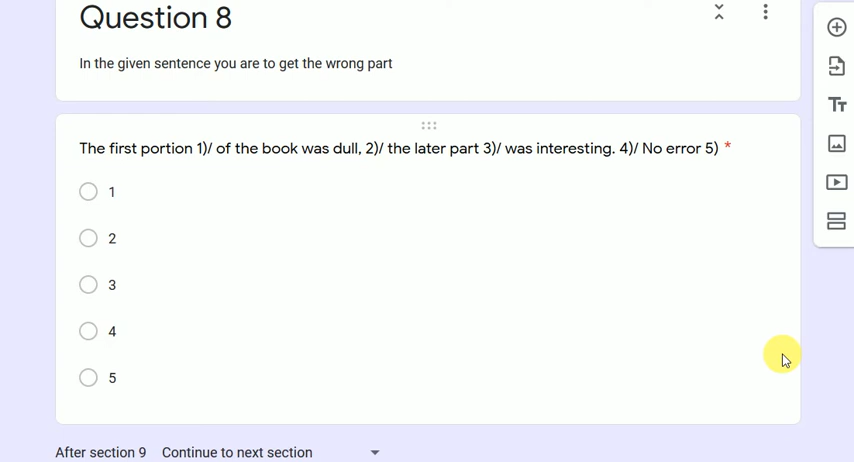 Question 8
In the given sentence you are to get the wrong part
The first portion 1)/ of the book was dull, 2)/ the later part 3)/ was interesting. 4)/ No error 5) *
1
2
3
4
5
After section 9 Continue to next section